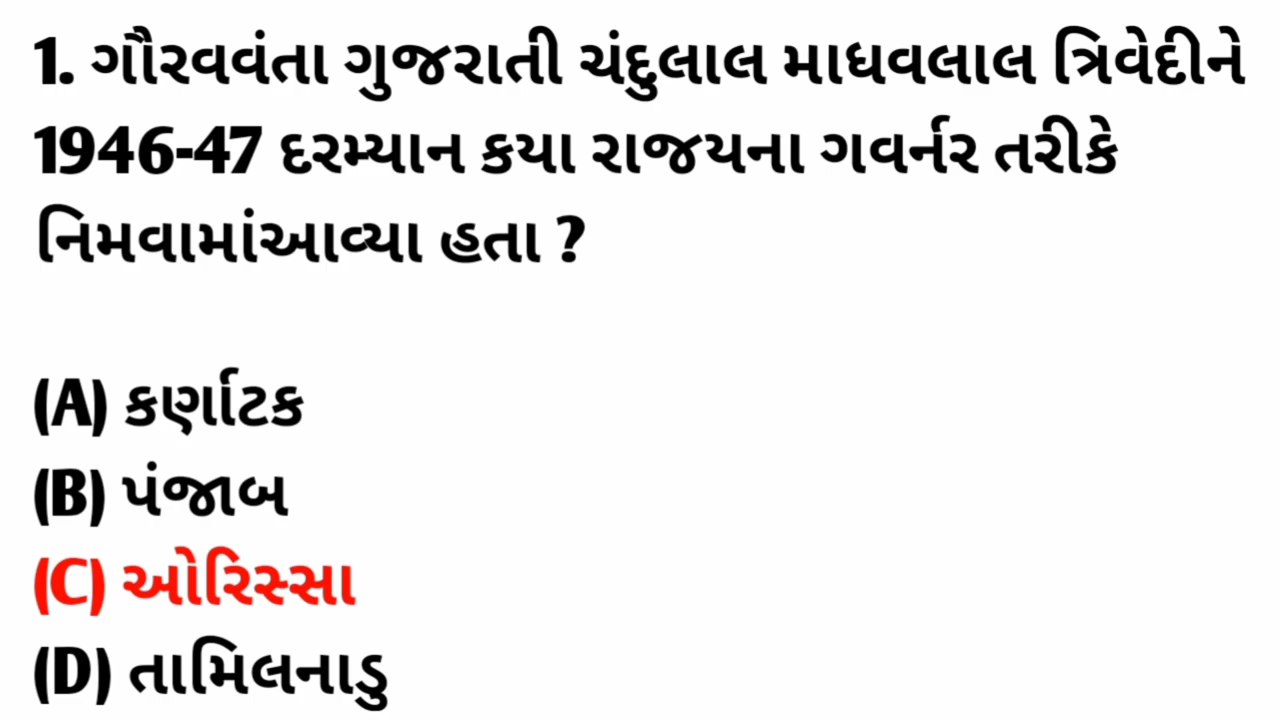 1. ગૌરવવંતા ગુજરાતી ચંદુલાલ માધવલાલ ત્રિવેદીને
1946-47 દરમ્યાન કયા રાજયના ગવર્નર તરીકે
નિમવામાંઆવ્યા હતા ?
(A) કર્ણાટક
(B) પંજાબ
(C) ઓરિસ્સા
(D) તામિલનાડુ